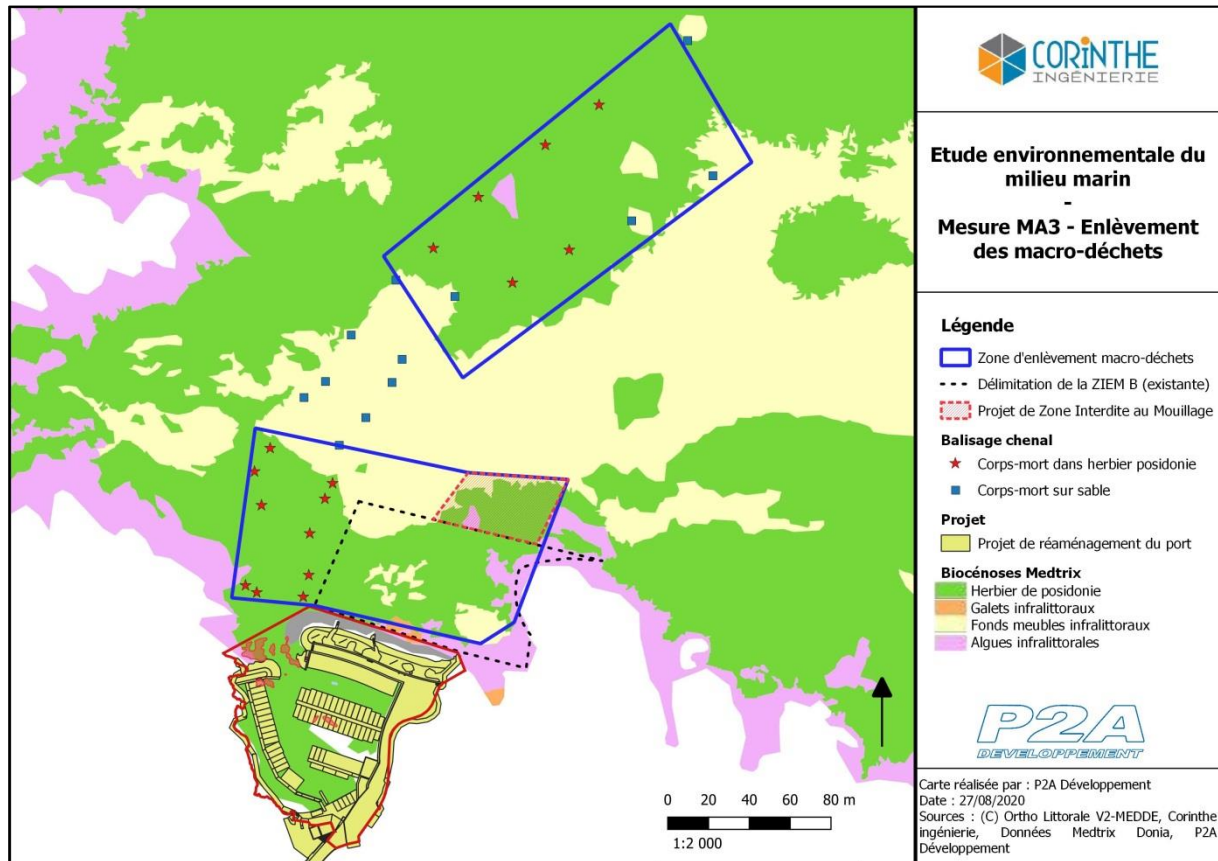 CORiNTHE
INGÉNIERIE
Etude environnementale du
milieu marin
-
Mesure MA3 - Enlèvement
des macro-déchets
Légende
Zone d'enlèvement macro-déchets
Délimitation de la ZIEM B (existante)
Projet de Zone Interdite au Mouillage
Balisage chenal
Corps-mort dans herbier posidonie
Corps-mort sur sable
Projet
Projet de réaménagement du port
Biocénoses Medtrix
Herbier de posidonie
Galets infralittoraux
Fonds meubles infralittoraux
Algues infralittorales
P2A
DEVELOPPEMENT
Carte réalisée par : P2A Développement
Date : 27/08/2020
Sources : (C) Ortho Littorale V2-MEDDE, Corinthe
ingénierie, Données Medtrix Donia, P2A
Développement
0 20 40 60 80 m
1:2 000